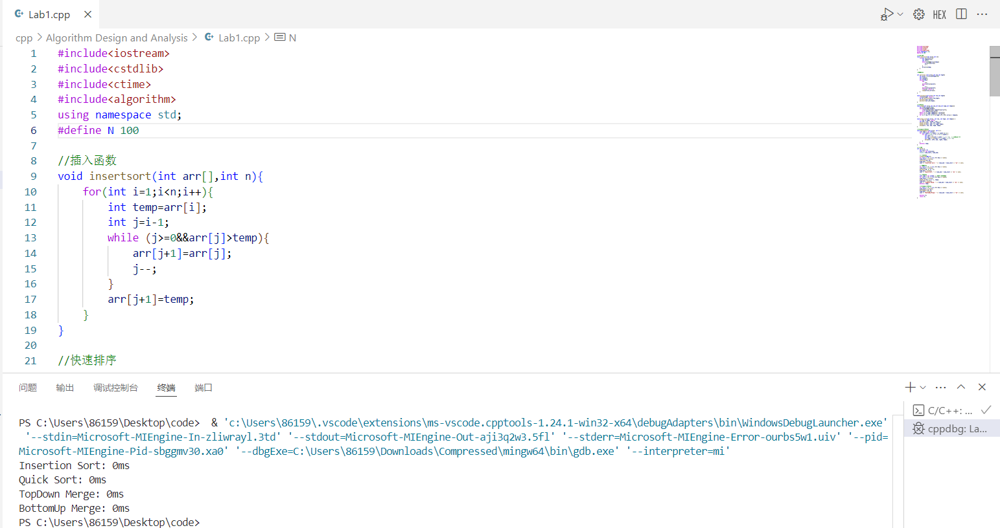 Lab1.cpp
HEX
cpp > Algorithm Design and Analysis > Lab1.cpp > N
1 #include<iostream>
2 #include<cstdlib>
3 #include<ctime>
4 #include<algorithm>
5 using namespace std;
6 #define N 100
7
8 //插入函数
9 void insertsort(int arr[],int n){
10 for(int i=1;i<n;i++){
11 int temp=arr[i];
12 int j=i-1;
13 while (j>=0&&arr[j]>temp){
14 arr[j+1]=arr[j];
15 j--;
16 }
17 arr[j+1]=temp;
18 }
19 }
20
21 //快速排序
问题 输出 调试控制台 终端 端口
PS C:\Users\86159\Desktop\code>  & 'c:\Users\86159\.vscode\extensions\ms-vscode.cpptools-1.24.1-win32-x64\debugAdapters\bin\WindowsDebugLauncher.exe'
'--stdin=Microsoft-MIEngine-In-zliwrayl.3td' '--stdout=Microsoft-MIEngine-Out-aji3q2w3.5fl' '--stderr=Microsoft-MIEngine-Error-ourbs5w1.uiv' '--pid=
Microsoft-MIEngine-Pid-sbggmv30.xa0' '--dbgExe=C:\Users\86159\Downloads\Compressed\mingw64\bin\gdb.exe' '--interpreter=mi'
Insertion Sort: 0ms
Quick Sort: 0ms
TopDown Merge: 0ms
BottomUp Merge: 0ms
PS C:\Users\86159\Desktop\code>
C/C++: ...
cppdbg: La...